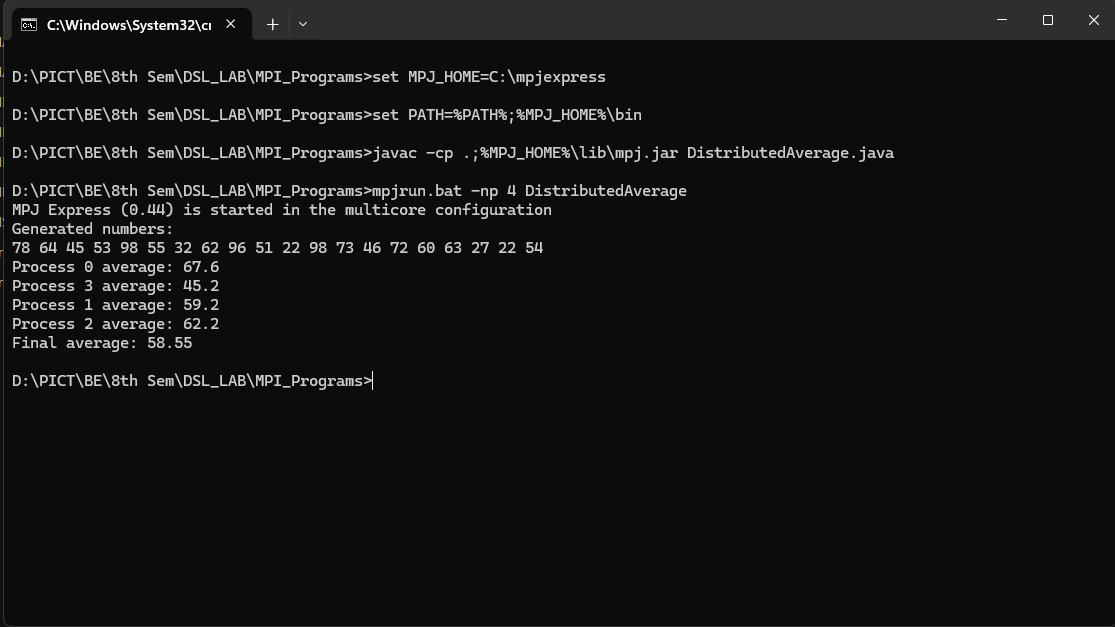 C:\Windows\System32\cr
D:\PICT\BE\8th Sem\DSL_LAB\MPI_Programs>set MPJ_HOME=C:\mpjexpress
D:\PICT\BE\8th Sem\DSL_LAB\MPI_Programs>set PATH=%PATH%;%MPJ_HOME%\bin
D:\PICT\BE\8th Sem\DSL_LAB\MPI_Programs>javac -cp .;%MPJ_HOME%\lib\mpj.jar DistributedAverage.java
D:\PICT\BE\8th Sem\DSL_LAB\MPI_Programs>mpjrun.bat -np 4 DistributedAverage
MPJ Express (0.44) is started in the multicore configuration
Generated numbers:
78 64 45 53 98 55 32 62 96 51 22 98 73 46 72 60 63 27 22 54
Process 0 average: 67.6
Process 3 average: 45.2
Process 1 average: 59.2
Process 2 average: 62.2
Final average: 58.55
D:\PICT\BE\8th Sem\DSL_LAB\MPI_Programs>